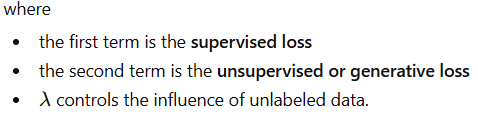 where
• the first term is the supervised loss
• the second term is the unsupervised or generative loss
• λ controls the influence of unlabeled data.